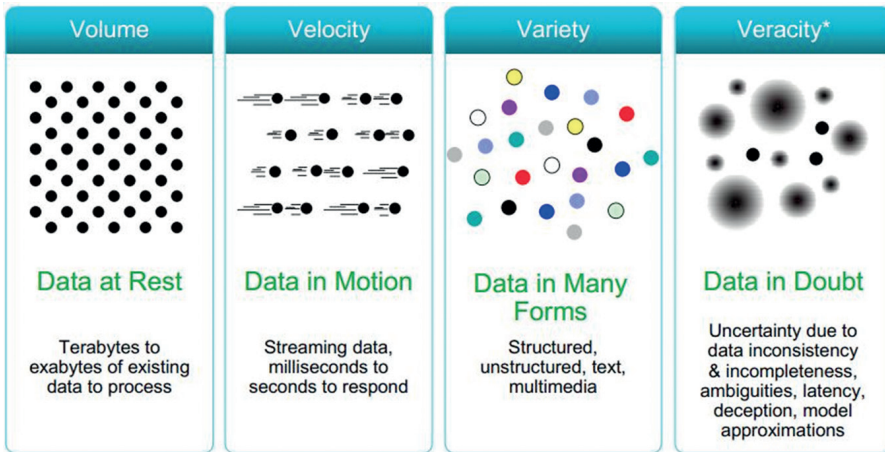 Volume
Data at Rest
Terabytes to
exabytes of existing
data to process
Velocity
Data in Motion
Streaming data,
milliseconds to
seconds to respond
Variety
Data in Many
Forms
Structured,
unstructured, text,
multimedia
Veracity*
Data in Doubt
Uncertainty due to
data inconsistency
& incompleteness,
ambiguities, latency,
deception, model
approximations